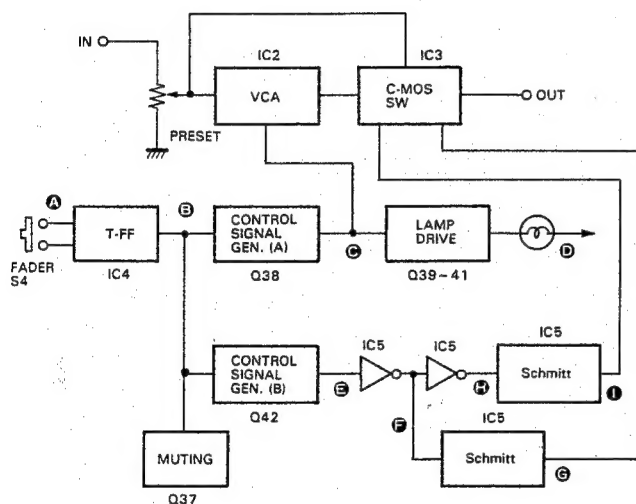 IN
IC2
IC3
VCA
C-MOS
SW
OUT
PRESET
A
B
T-FF
CONTROL
SIGNAL
GEN. (A)
C
LAMP
DRIVE
D
FADER
S4
IC4
Q38
Q39~41
CONTROL
SIGNAL
GEN. (B)
E
IC5
IC5
H
IC5
Schmitt
I
Q42
F
IC5
Schmitt
G
MUTING
Q37